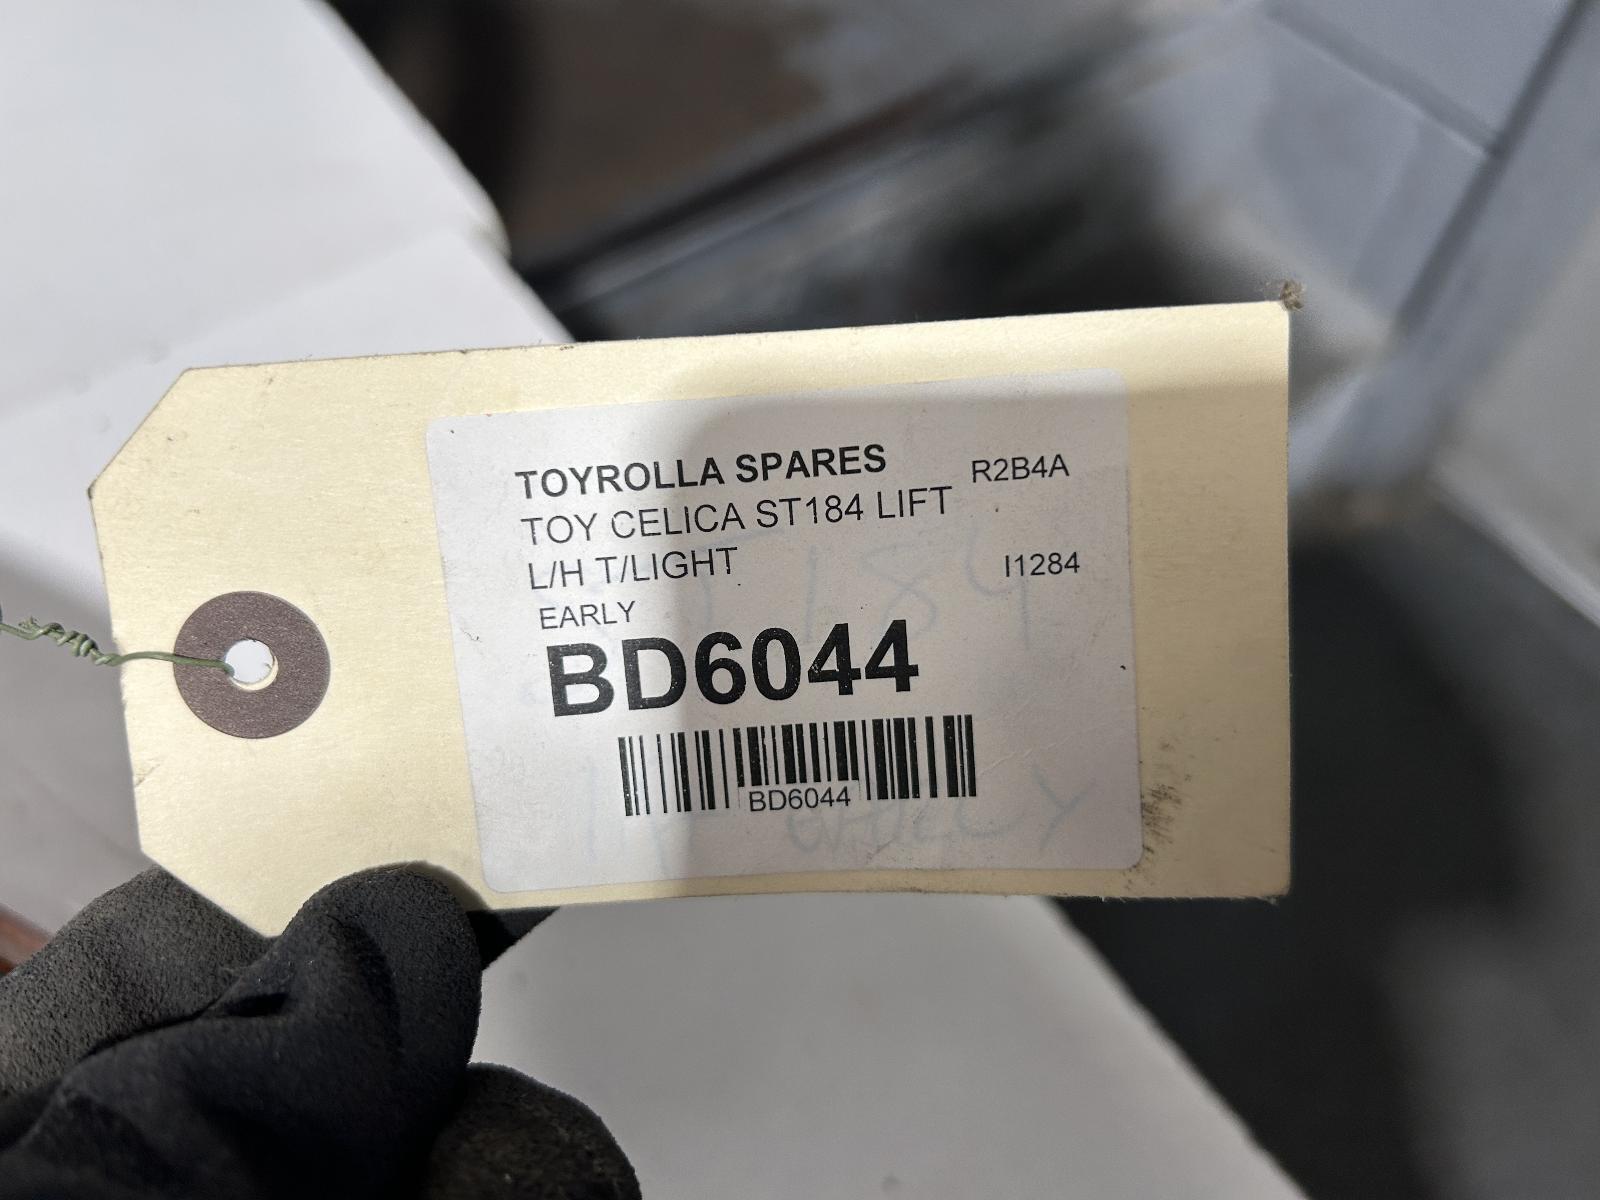 TOYROLLA SPARES R2B4A
TOY CELICA ST184 LIFT
L/H T/LIGHT I1284
EARLY
BD6044
BD6044